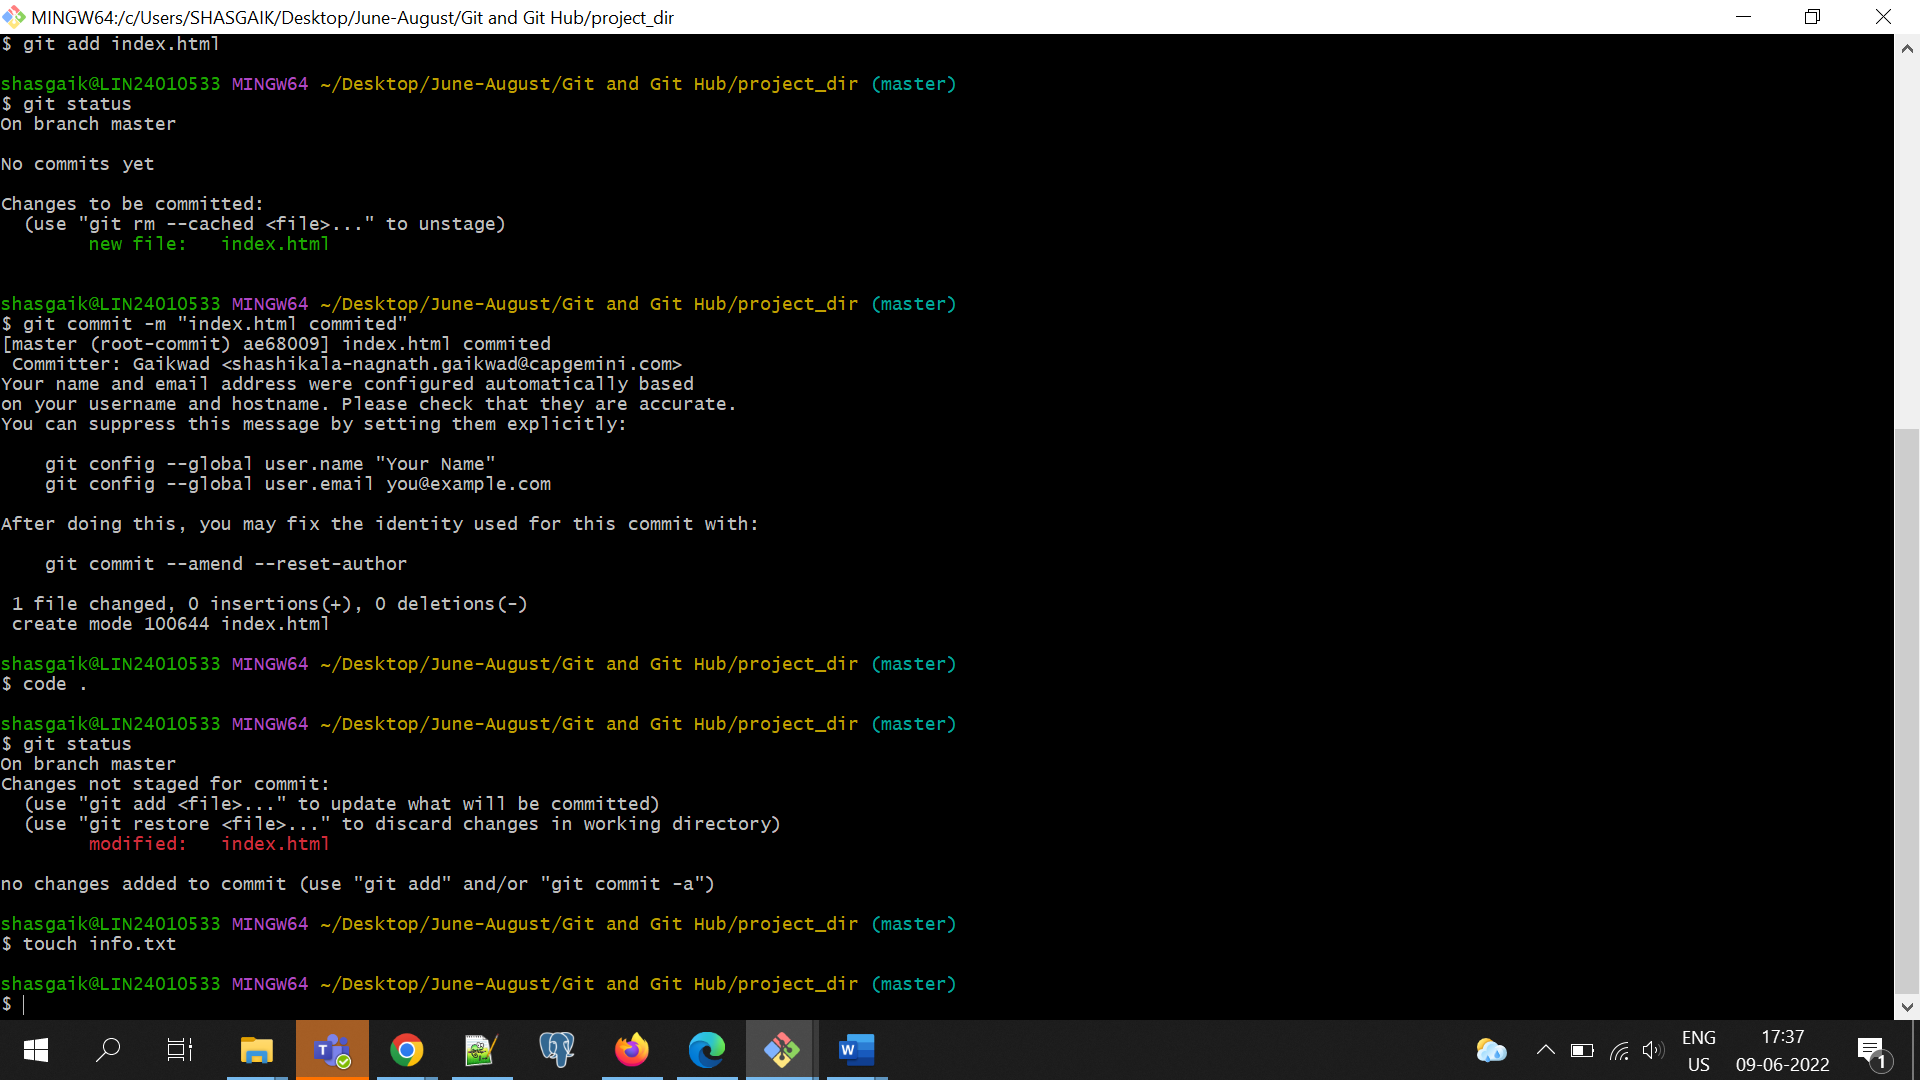 MINGW64:/c/Users/SHASGAIK/Desktop/June-August/Git and Git Hub/project_dir
$ git add index.html
shasgaik@LIN24010533 MINGW64 ~/Desktop/June-August/Git and Git Hub/project_dir (master)
$ git status
On branch master
No commits yet
Changes to be committed:
(use "git rm --cached <file>..." to unstage)
new file:   index.html
shasgaik@LIN24010533 MINGW64 ~/Desktop/June-August/Git and Git Hub/project_dir (master)
$ git commit -m "index.html commited"
[master (root-commit) ae68009] index.html commited
Committer: Gaikwad <shashikala-nagnath.gaikwad@capgemini.com>
Your name and email address were configured automatically based
on your username and hostname. Please check that they are accurate.
You can suppress this message by setting them explicitly:
git config --global user.name "Your Name"
git config --global user.email you@example.com
After doing this, you may fix the identity used for this commit with:
git commit --amend --reset-author
1 file changed, 0 insertions(+), 0 deletions(-)
create mode 100644 index.html
shasgaik@LIN24010533 MINGW64 ~/Desktop/June-August/Git and Git Hub/project_dir (master)
$ code .
shasgaik@LIN24010533 MINGW64 ~/Desktop/June-August/Git and Git Hub/project_dir (master)
$ git status
On branch master
Changes not staged for commit:
(use "git add <file>..." to update what will be committed)
(use "git restore <file>..." to discard changes in working directory)
modified:   index.html
no changes added to commit (use "git add" and/or "git commit -a")
shasgaik@LIN24010533 MINGW64 ~/Desktop/June-August/Git and Git Hub/project_dir (master)
$ touch info.txt
shasgaik@LIN24010533 MINGW64 ~/Desktop/June-August/Git and Git Hub/project_dir (master)
$
ENG
US
17:37
09-06-2022
1